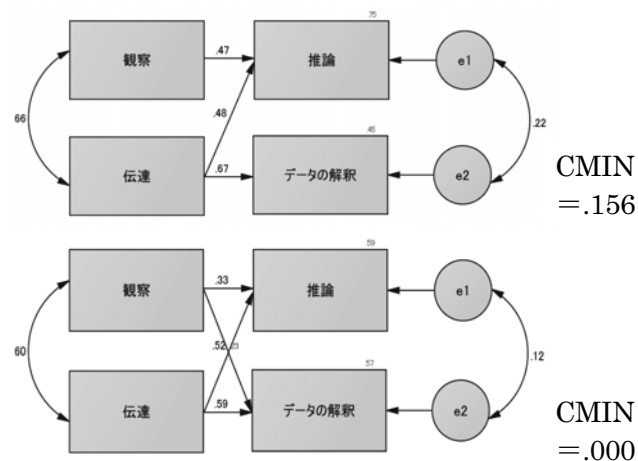 .75
観察
.47
推論
e1
66
.48
.22
.45
伝達
.67
データの解釈
e2
CMIN
=.156
.59
観察
.33
推論
e1
60
.52
.23
.12
.57
伝達
.59
データの解釈
e2
CMIN
=.000